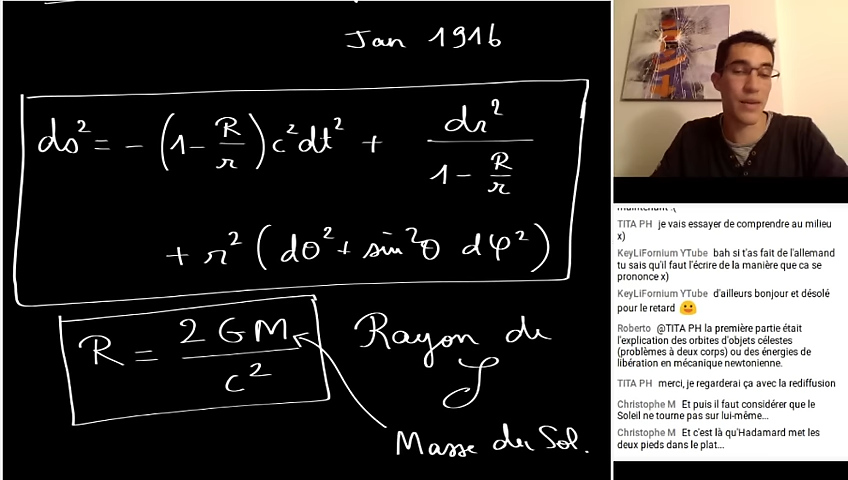 Jan 1916
ds² = - (1 - R/r) c²dt² + dr² / (1 - R/r)
+ r² (dθ² + sin²θ dφ²)
R = 2GM / c²
Rayon de
S
Masse du Sol.
maintenant :(
TITA PH je vais essayer de comprendre au milieu
x)
KeyLiFornium YTube bah si t'as fait de l'allemand
tu sais qu'il faut l'écrire de la manière que ca se
prononce x)
KeyLiFornium YTube d'ailleurs bonjour et désolé
pour le retard 🙂
Roberto @TITA PH la première partie était
l'explication des orbites d'objets célestes
(problèmes à deux corps) ou des énergies de
libération en mécanique newtonienne.
TITA PH merci, je regarderai ça avec la rediffusion
Christophe M Et puis il faut considérer que le
Soleil ne tourne pas sur lui-même...
Christophe M Et c'est là qu'Hadamard met les
deux pieds dans le plat...